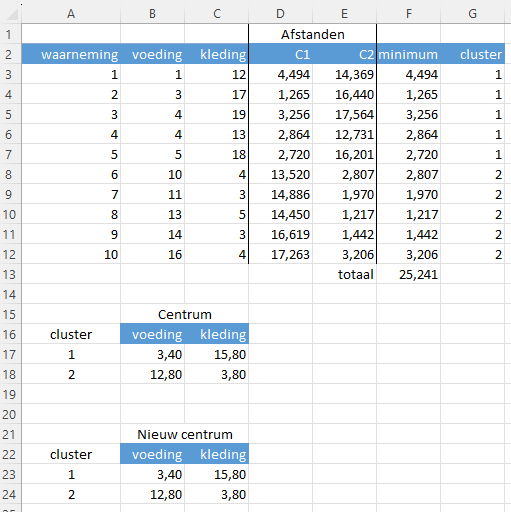 A B C D E F G
1 Afstanden
2 waarneming voeding kleding C1 C2 minimum cluster
3 1 1 12 4,494 14,369 4,494 1
4 2 3 17 1,265 16,440 1,265 1
5 3 4 19 3,256 17,564 3,256 1
6 4 4 13 2,864 12,731 2,864 1
7 5 5 18 2,720 16,201 2,720 1
8 6 10 4 13,520 2,807 2,807 2
9 7 11 3 14,886 1,970 1,970 2
10 8 13 5 14,450 1,217 1,217 2
11 9 14 3 16,619 1,442 1,442 2
12 10 16 4 17,263 3,206 3,206 2
13 totaal 25,241
14
15 Centrum
16 cluster voeding kleding
17 1 3,40 15,80
18 2 12,80 3,80
19
20
21 Nieuw centrum
22 cluster voeding kleding
23 1 3,40 15,80
24 2 12,80 3,80